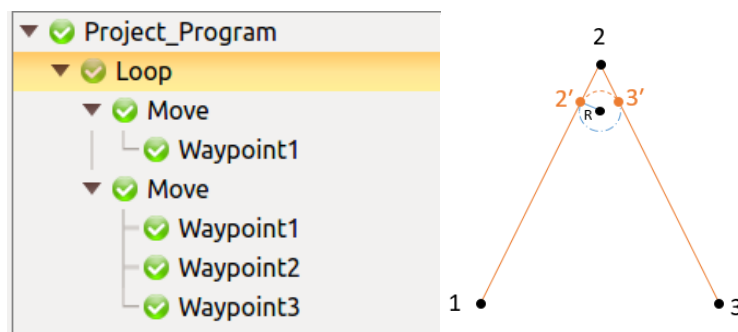 Project_Program
Loop
Move
Waypoint1
Move
Waypoint1
Waypoint2
Waypoint3
2
2′
3′
R
1
3